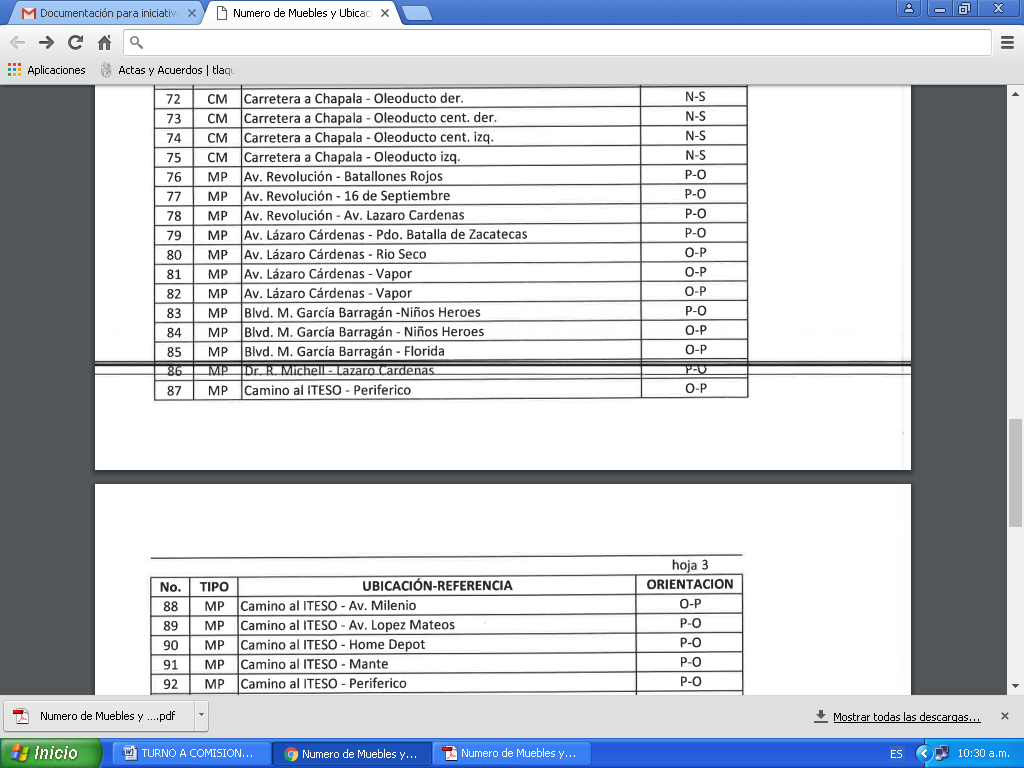 Documentación para iniciativ
Numero de Muebles y Ubicac
Aplicaciones Actas y Acuerdos | tlaqu
72 CM Carretera a Chapala - Oleoducto der. N-S
73 CM Carretera a Chapala - Oleoducto cent. der. N-S
74 CM Carretera a Chapala - Oleoducto cent. izq. N-S
75 CM Carretera a Chapala - Oleoducto izq. N-S
76 MP Av. Revolución - Batallones Rojos P-O
77 MP Av. Revolución - 16 de Septiembre P-O
78 MP Av. Revolución - Av. Lazaro Cardenas P-O
79 MP Av. Lázaro Cárdenas - Pdo. Batalla de Zacatecas P-O
80 MP Av. Lázaro Cárdenas - Rio Seco O-P
81 MP Av. Lázaro Cárdenas - Vapor O-P
82 MP Av. Lázaro Cárdenas - Vapor O-P
83 MP Blvd. M. García Barragán -Niños Heroes P-O
84 MP Blvd. M. García Barragán - Niños Heroes O-P
85 MP Blvd. M. García Barragán - Florida O-P
86 MP Dr. R. Michell - Lazaro Cardenas P-O
87 MP Camino al ITESO - Periferico O-P
hoja 3
No. TIPO UBICACIÓN-REFERENCIA ORIENTACION
88 MP Camino al ITESO - Av. Milenio O-P
89 MP Camino al ITESO - Av. Lopez Mateos P-O
90 MP Camino al ITESO - Home Depot P-O
91 MP Camino al ITESO - Mante P-O
92 MP Camino al ITESO - Periferico P-O
Numero de Muebles y ....pdf Mostrar todas las descargas...
Inicio TURNO A COMISION... Numero de Muebles y... Numero de Muebles y... ES 10:30 a.m.